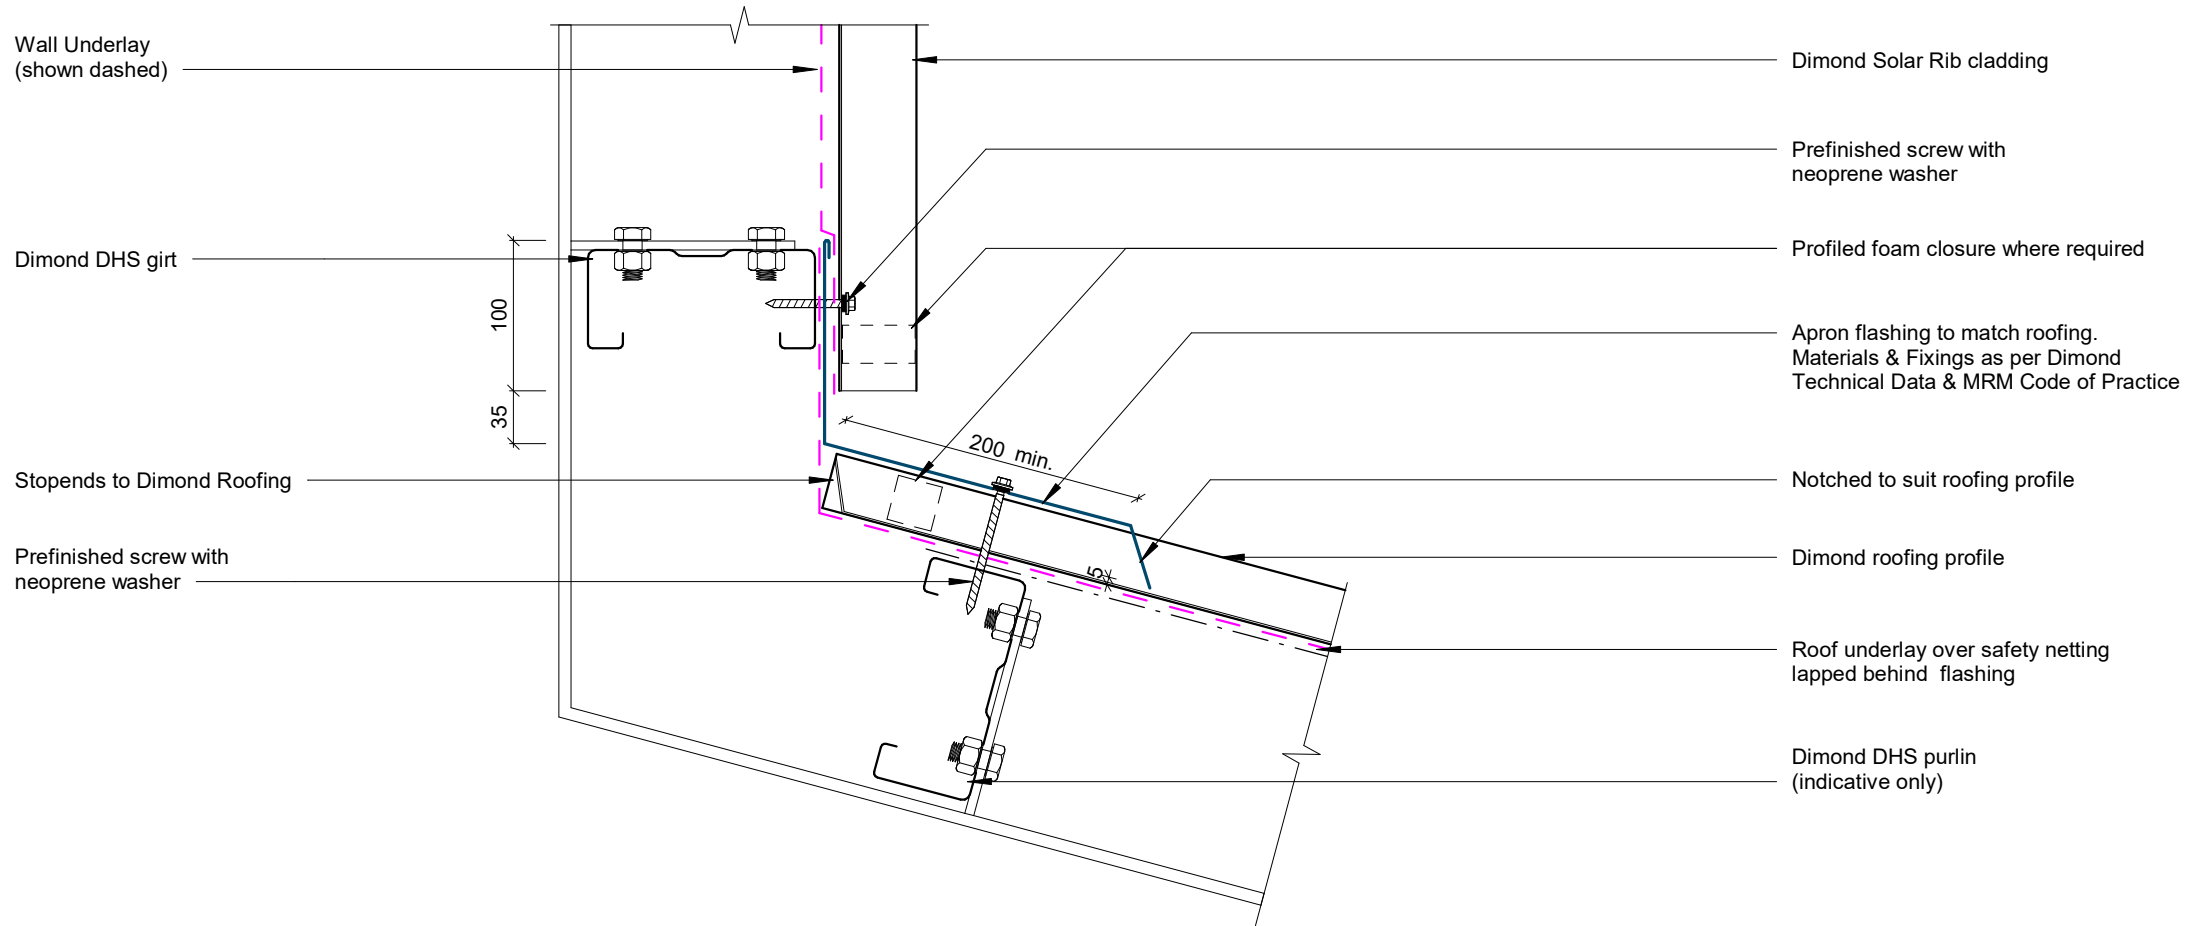 Wall Underlay
(shown dashed)
Dimond DHS girt
100
35
Stopends to Dimond Roofing
Prefinished screw with
neoprene washer
200 min.
5
Dimond Solar Rib cladding
Prefinished screw with
neoprene washer
Profiled foam closure where required
Apron flashing to match roofing.
Materials & Fixings as per Dimond
Technical Data & MRM Code of Practice
Notched to suit roofing profile
Dimond roofing profile
Roof underlay over safety netting
lapped behind flashing
Dimond DHS purlin
(indicative only)